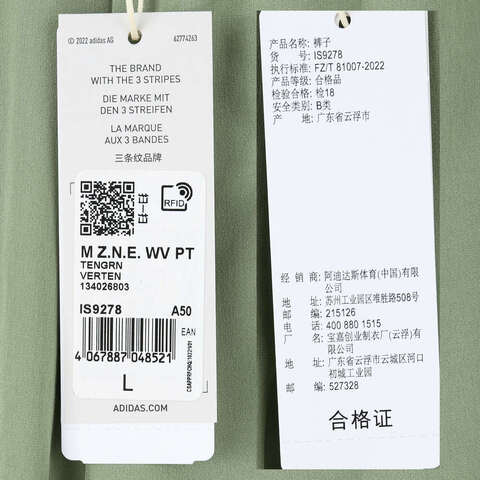 © 2022 adidas AG
62774263
THE BRAND
WITH THE 3 STRIPES
DIE MARKE MIT
DEN 3 STREIFEN
LA MARQUE
AUX 3 BANDES
三条纹品牌
扫一扫
RFID
M Z.N.E. WV PT
TENGRN
VERTEN
134026803
IS9278 A50
EAN
4 067887 048521
L
ADIDAS.COM
产品名称: 裤子
货 号: IS9278
执行标准: FZ/T 81007-2022
产品等级: 合格品
检验合格: 检18
安全类别: B类
产 地: 广东省云浮市
经 销 商: 阿迪达斯体育(中国)有限
公司
地 址: 苏州工业园区唯胜路508号
邮 编: 215126
电 话: 400 880 1515
厂 名: 宝嘉创业制衣厂(云浮)有
限公司
地 址: 广东省云浮市云城区河口
初城工业园
邮 编: 527328
合格证